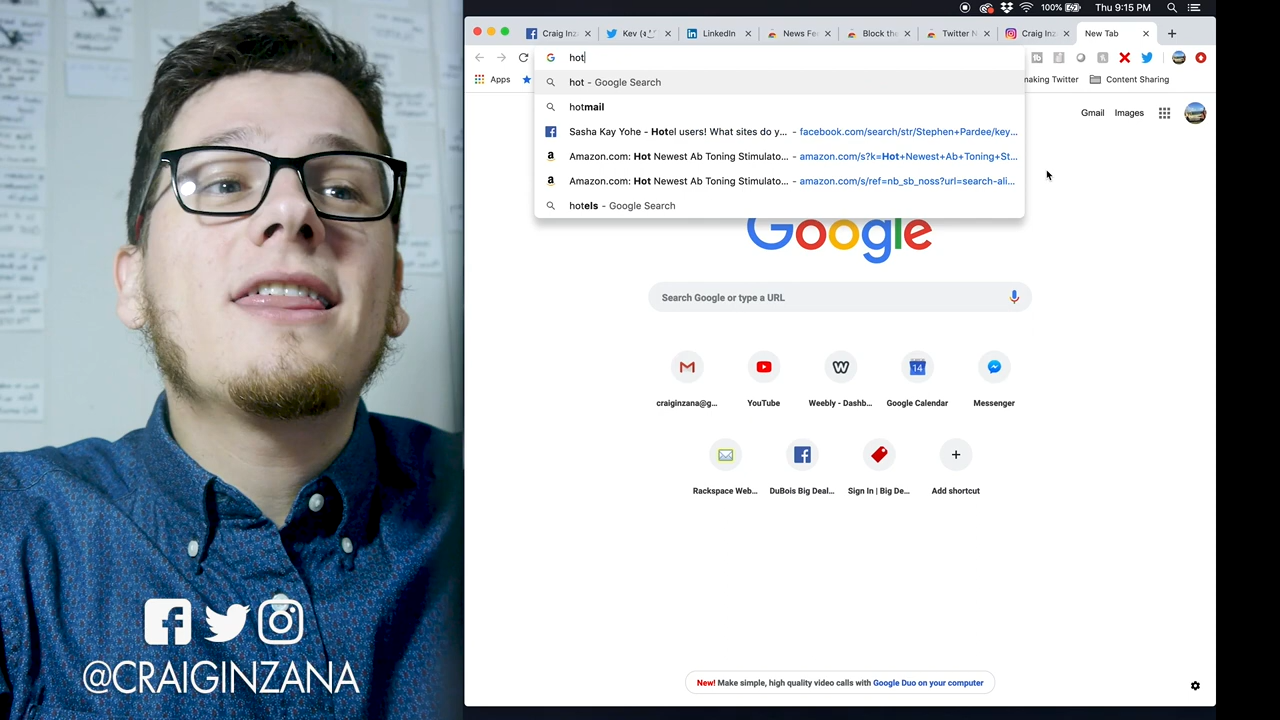 100%
Thu 9:15 PM
Craig Inz
Kev (
LinkedIn
News Fe
Block the
Twitter N
Craig In
New Tab
hot
Apps
making Twitter
Content Sharing
hot - Google Search
hotmail
Sasha Kay Yohe - Hotel users! What sites do y... - facebook.com/search/str/Stephen+Pardee/key...
Amazon.com: Hot Newest Ab Toning Stimulato... - amazon.com/s?k=Hot+Newest+Ab+Toning+St...
Amazon.com: Hot Newest Ab Toning Stimulato... - amazon.com/s/ref=nb_sb_noss?url=search-ali...
hotels - Google Search
Gmail Images
Google
Search Google or type a URL
14
craiginzana@g...
YouTube
Weebly - Dashb...
Google Calendar
Messenger
Rackspace Web...
DuBois Big Deal...
Sign In | Big De...
Add shortcut
New! Make simple, high quality video calls with Google Duo on your computer
@CRAIGINZANA